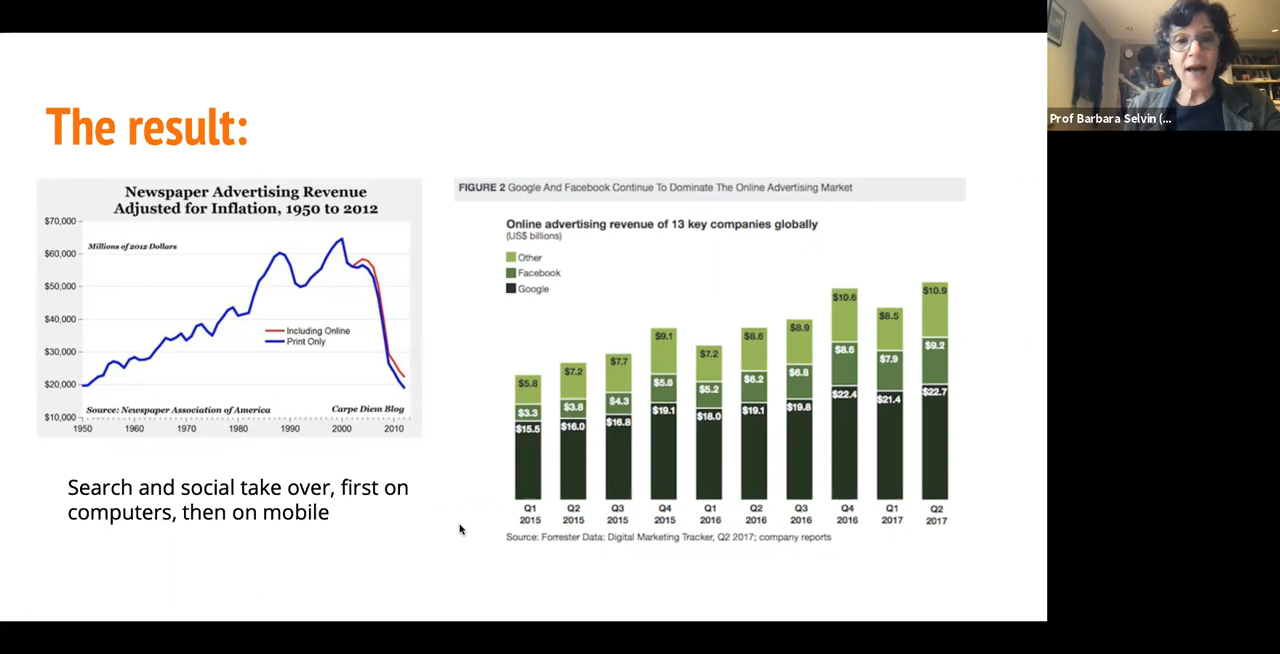 The result:
Newspaper Advertising Revenue
Adjusted for Inflation, 1950 to 2012
$70,000
$60,000
$50,000
$40,000
$30,000
$20,000
$10,000
Millions of 2012 Dollars
Including Online
Print Only
Source: Newspaper Association of America
Carpe Diem Blog
1950 1960 1970 1980 1990 2000 2010
Search and social take over, first on
computers, then on mobile
FIGURE 2 Google And Facebook Continue To Dominate The Online Advertising Market
Online advertising revenue of 13 key companies globally
(US$ billions)
Other
Facebook
Google
$5.8 $7.2 $7.7 $9.1 $7.2 $8.6 $8.9 $10.6 $8.5 $10.9
$3.3 $3.8 $4.3 $5.6 $5.2 $6.2 $6.8 $8.6 $7.9 $9.2
$15.5 $16.0 $16.8 $19.1 $18.0 $19.1 $19.8 $22.4 $21.4 $22.7
Q1 Q2 Q3 Q4 Q1 Q2 Q3 Q4 Q1 Q2
2015 2015 2015 2015 2016 2016 2016 2016 2017 2017
Source: Forrester Data: Digital Marketing Tracker, Q2 2017; company reports
Prof Barbara Selvin (...